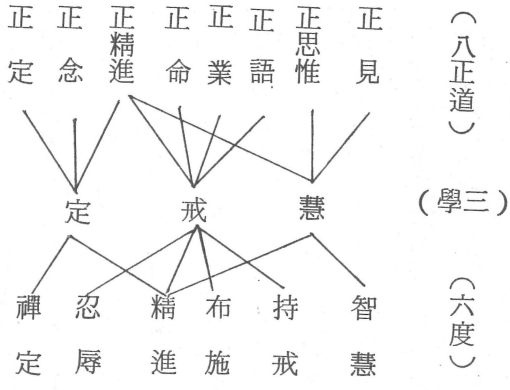 （八正道）
正見
正思惟
正語
正業
正命
正精進
正念
正定
（學三）
慧
戒
定
（六度）
智慧
持戒
布施
精進
忍辱
禪定